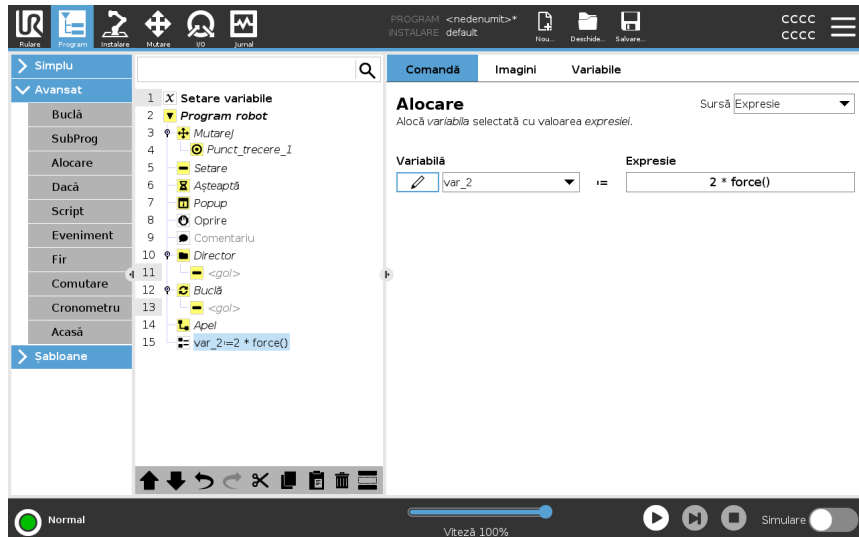 PROGRAM <nedenumit>*
INSTALARE default
cccc
cccc
Rulare Program Instalare Mutare I/O Jurnal Nou... Deschide... Salvare...
Simplu
Avansat
Buclă
SubProg
Alocare
Dacă
Script
Eveniment
Fir
Comutare
Cronometru
Acasă
Șabloane
1 X Setare variabile
2 Program robot
3 MutareJ
4 Punct_trecere_1
5 Setare
6 Așteaptă
7 Popup
8 Oprire
9 Comentariu
10 Director
11 <gol>
12 Buclă
13 <gol>
14 Apel
15 var_2:=2 * force()
Comandă Imagini Variabile
Alocare
Sursă Expresie
Alocă variabila selectată cu valoarea expresiei.
Variabilă Expresie
var_2 := 2 * force()
Normal
Viteză 100%
Simulare